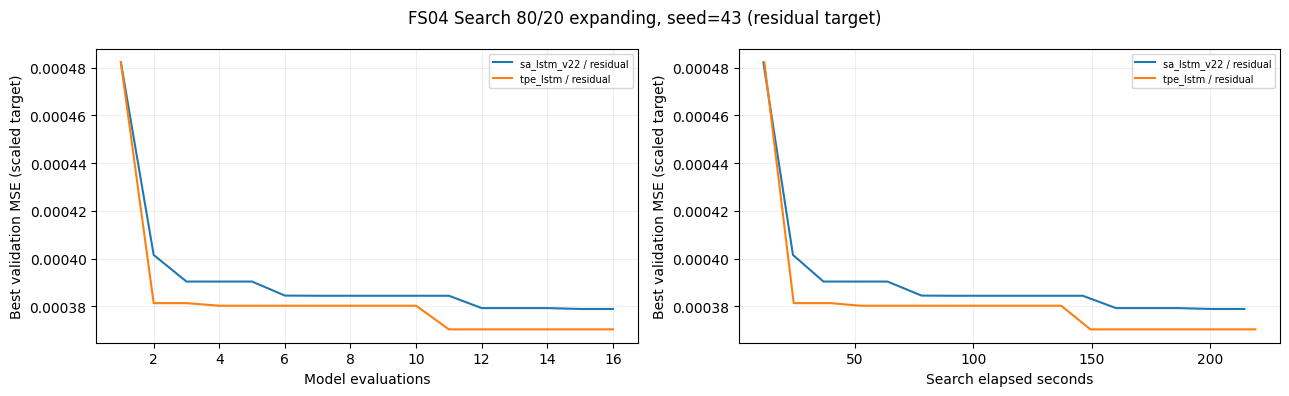 FS04 Search 80/20 expanding, seed=43 (residual target)
Best validation MSE (scaled target)
0.00048
0.00046
0.00044
0.00042
0.00040
0.00038
sa_lstm_v22 / residual
tpe_lstm / residual
2 4 6 8 10 12 14 16
Model evaluations
Best validation MSE (scaled target)
0.00048
0.00046
0.00044
0.00042
0.00040
0.00038
sa_lstm_v22 / residual
tpe_lstm / residual
50 100 150 200
Search elapsed seconds